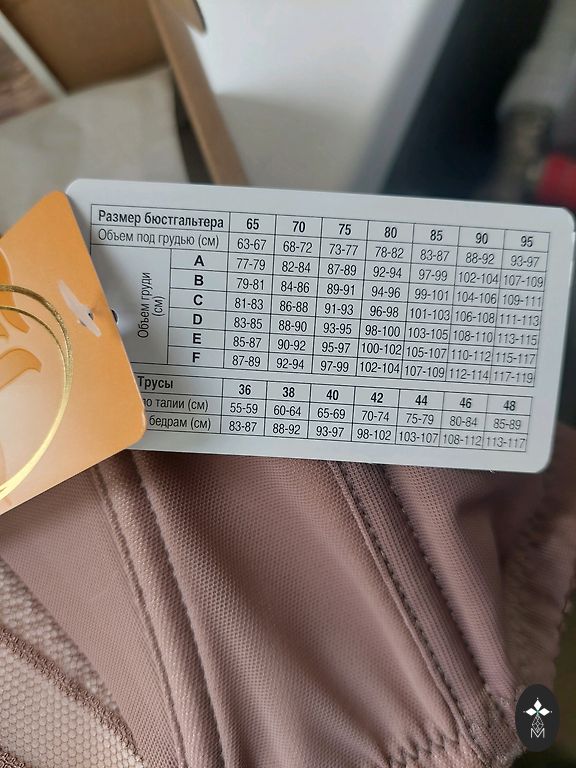 Размер бюстгальтера 65 70 75 80 85 90 95
Объем под грудью (см) 63-67 68-72 73-77 78-82 83-87 88-92 93-97
Объем груди (см)
A 77-79 82-84 87-89 92-94 97-99 102-104 107-109
B 79-81 84-86 89-91 94-96 99-101 104-106 109-111
C 81-83 86-88 91-93 96-98 101-103 106-108 111-113
D 83-85 88-90 93-95 98-100 103-105 108-110 113-115
E 85-87 90-92 95-97 100-102 105-107 110-112 115-117
F 87-89 92-94 97-99 102-104 107-109 112-114 117-119
Трусы 36 38 40 42 44 46 48
по талии (см) 55-59 60-64 65-69 70-74 75-79 80-84 85-89
бедрам (см) 83-87 88-92 93-97 98-102 103-107 108-112 113-117
M